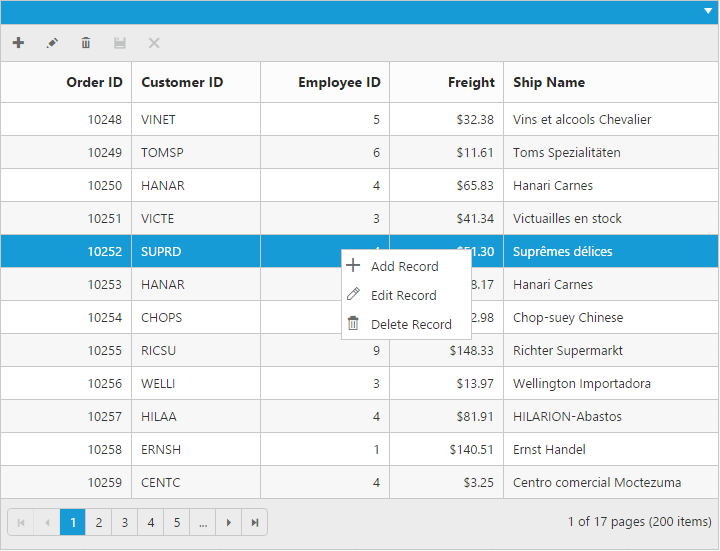 Order ID Customer ID Employee ID Freight Ship Name
10248 VINET 5 $32.38 Vins et alcools Chevalier
10249 TOMSP 6 $11.61 Toms Spezialitäten
10250 HANAR 4 $65.83 Hanari Carnes
10251 VICTE 3 $41.34 Victuailles en stock
10252 SUPRD $51.30 Suprêmes délices
Add Record
10253 HANAR 8.17 Hanari Carnes
Edit Record
10254 CHOPS 2.98 Chop-suey Chinese
Delete Record
10255 RICSU 9 $148.33 Richter Supermarkt
10256 WELLI 3 $13.97 Wellington Importadora
10257 HILAA 4 $81.91 HILARION-Abastos
10258 ERNSH 1 $140.51 Ernst Handel
10259 CENTC 4 $3.25 Centro comercial Moctezuma
1 2 3 4 5 ... 1 of 17 pages (200 items)